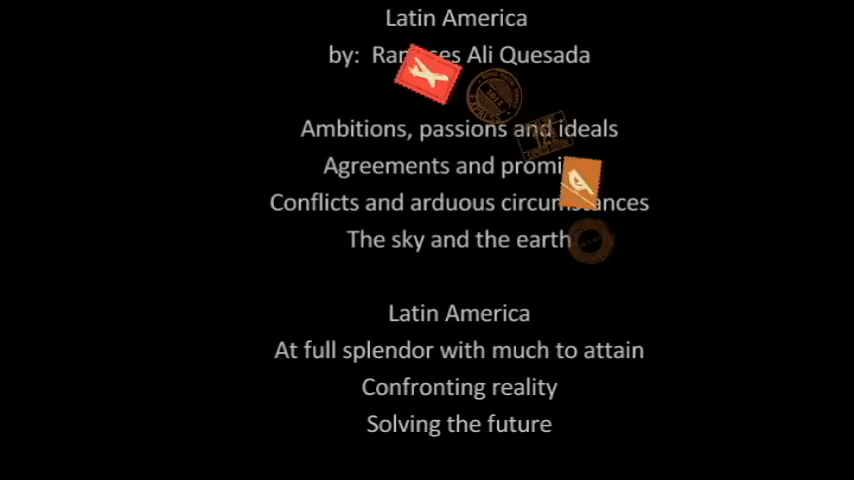 Latin America
by: Ali Quesada
Ambitions, passions and ideals
Agreements and
Conflicts and arduous circumstances
The sky and the earth
Latin America
At full splendor with much to attain
Confronting reality
Solving the future